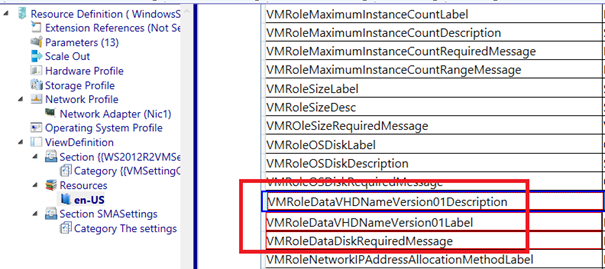 Resource Definition ( WindowsS
Extension References (Not Se
Parameters (13)
Scale Out
Hardware Profile
Storage Profile
Network Profile
Network Adapter (Nic1)
Operating System Profile
ViewDefinition
Section {{WS2012R2VMSe
Category {{VMSettingC
Resources
en-US
Section SMASettings
Category The settings
VMRoleMaximumInstanceCountLabel
VMRoleMaximumInstanceCountDescription
VMRoleMaximumInstanceCountRequiredMessage
VMRoleMaximumInstanceCountRangeMessage
VMRoleSizeLabel
VMRoleSizeDesc
VMROleSizeRequiredMessage
VMRoleOSDiskLabel
VMRoleOSDiskDescription
VMRoleOSDiskRequiredMessage
VMRoleDataVHDNameVersion01Description
VMRoleDataVHDNameVersion01Label
VMRoleDataDiskRequiredMessage
VMRoleNetworkIPAddressAllocationMethodLabel